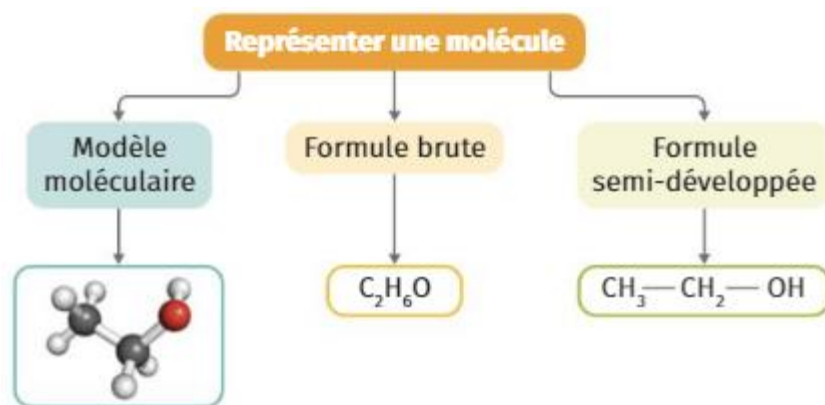 Représenter une molécule
Modèle
moléculaire
Formule brute
Formule
semi-développée
C₂H₆O
CH₃—CH₂—OH